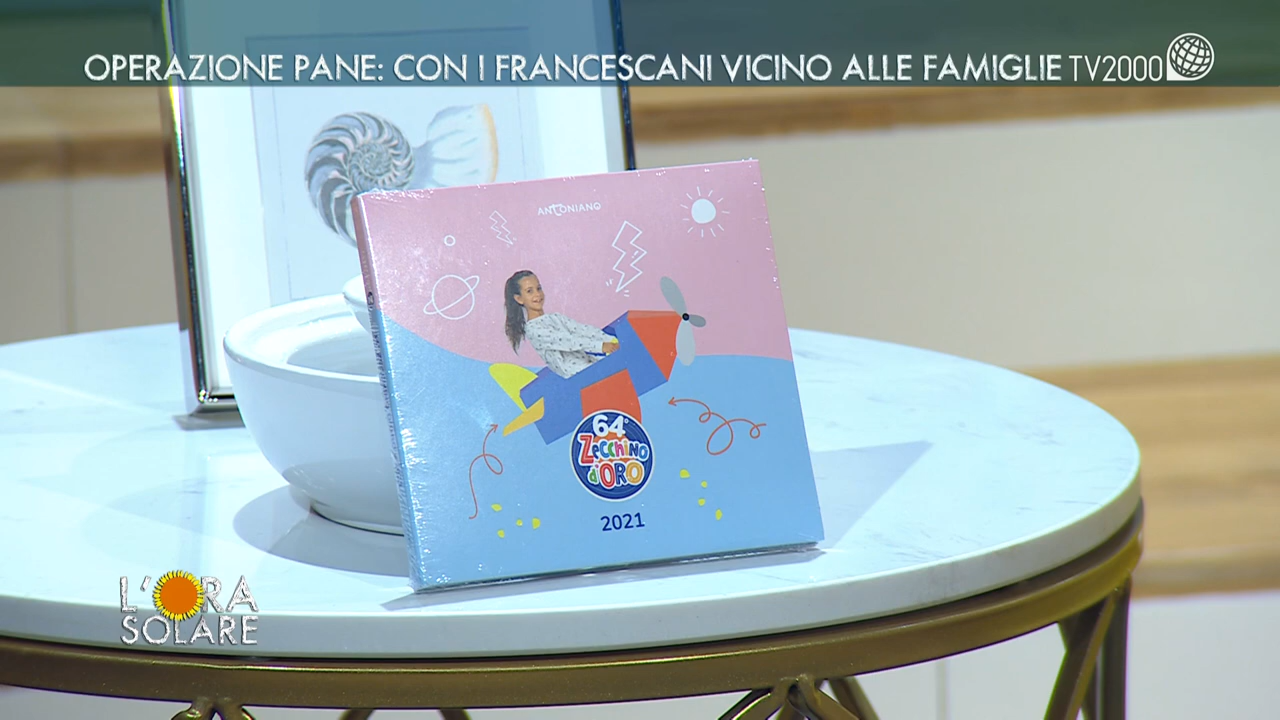 OPERAZIONE PANE: CON I FRANCESCANI VICINO ALLE FAMIGLIE TV2000
ANTONIANO
64°
ZECCHINO
d'ORO
2021
L'ORA
SOLARE